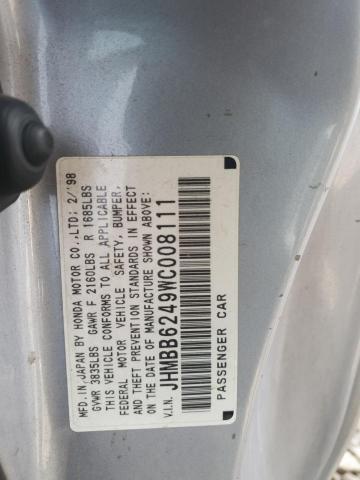 MFD.IN JAPAN BY HONDA MOTOR CO.,LTD; 2/'98
GVWR 3835LBS GAWR F 2160LBS R 1685LBS
THIS VEHICLE CONFORMS TO ALL APPLICABLE
FEDERAL MOTOR VEHICLE SAFETY, BUMPER,
AND THEFT PREVENTION STANDARDS IN EFFECT
ON THE DATE OF MANUFACTURE SHOWN ABOVE:
V.I.N. JHMBB6249WC008111
PASSENGER CAR